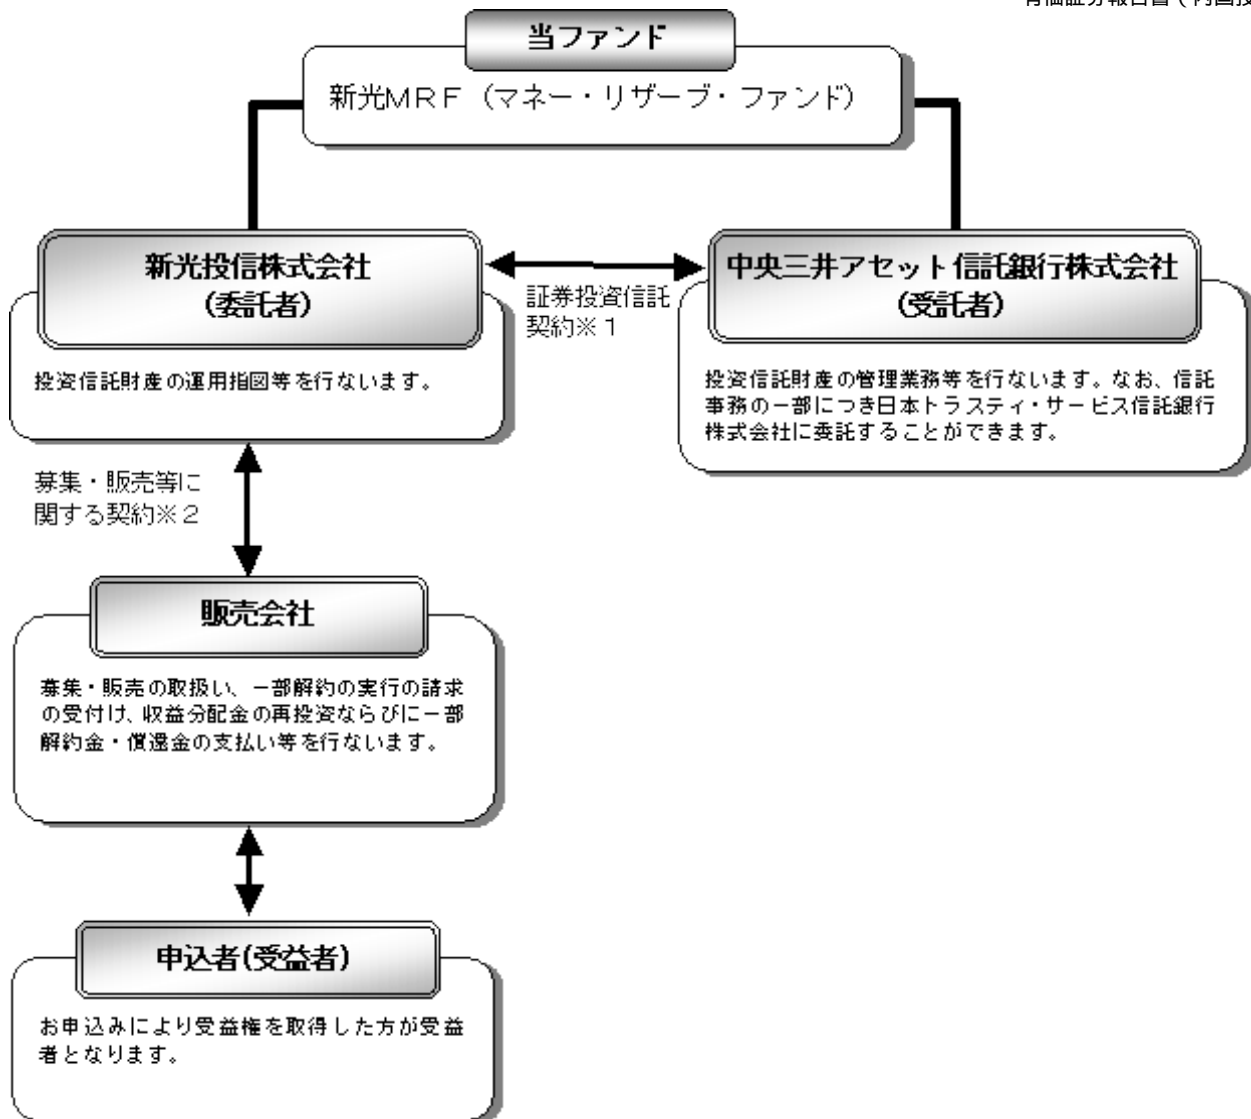 当ファンド
新光MRF（マネー・リザーブ・ファンド）
新光投信株式会社
(委託者)
投資信託財産の運用指図等を行ないます。
証券投資信託
契約※1
中央三井アセット信託銀行株式会社
(受託者)
投資信託財産の管理業務等を行ないます。なお、信託
事務の一部につき日本トラスティ・サービス信託銀行
株式会社に委託することができます。
募集・販売等に
関する契約※2
販売会社
募集・販売の取扱い、一部解約の実行の請求
の受付け、収益分配金の再投資ならびに一部
解約金・償還金の支払い等を行ないます。
申込者(受益者)
お申込みにより受益権を取得した方が受益
者となります。